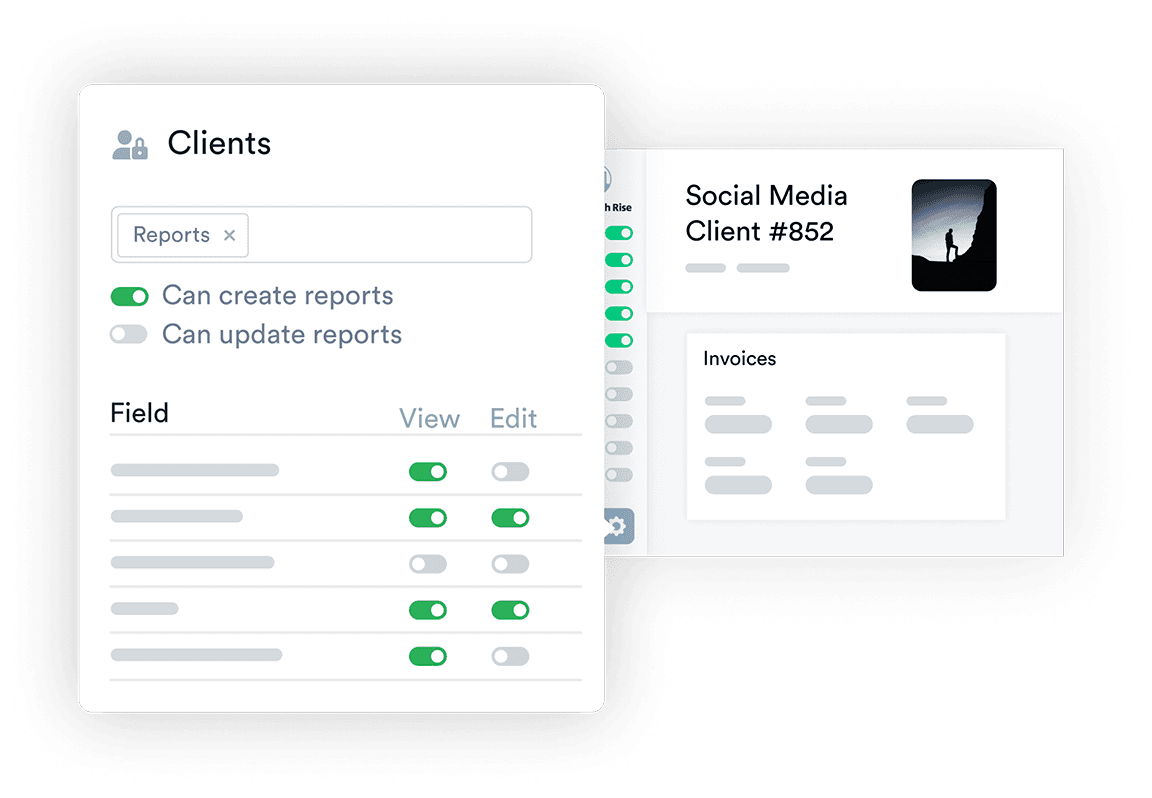 Clients
Reports
Can create reports
Can update reports
Field View Edit
h Rise
Social Media
Client #852
Invoices